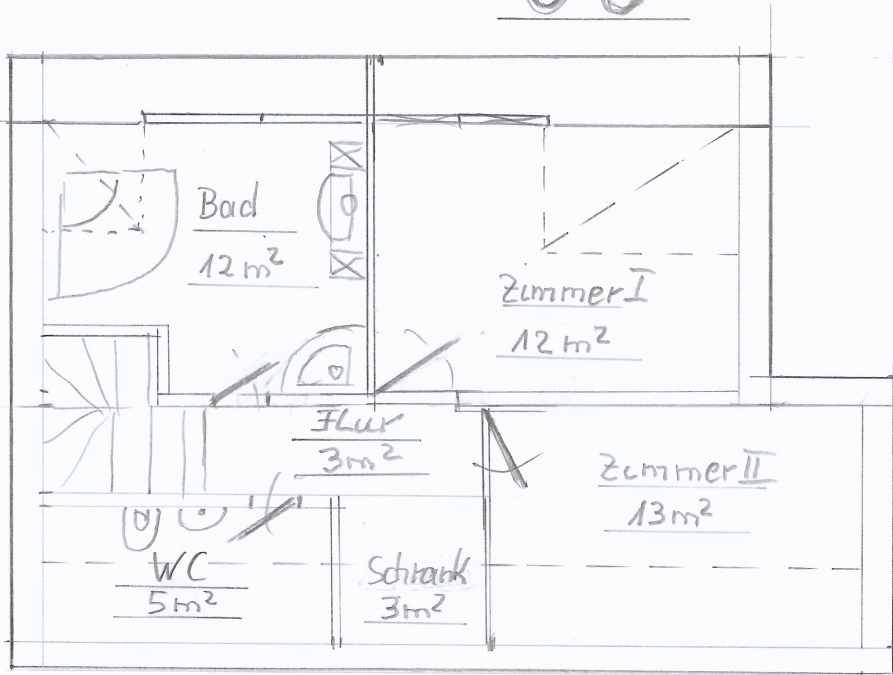 Bad
12 m²
Zimmer I
12 m²
Flur
3 m²
Zimmer II
13 m²
WC
5 m²
Schrank
3 m²